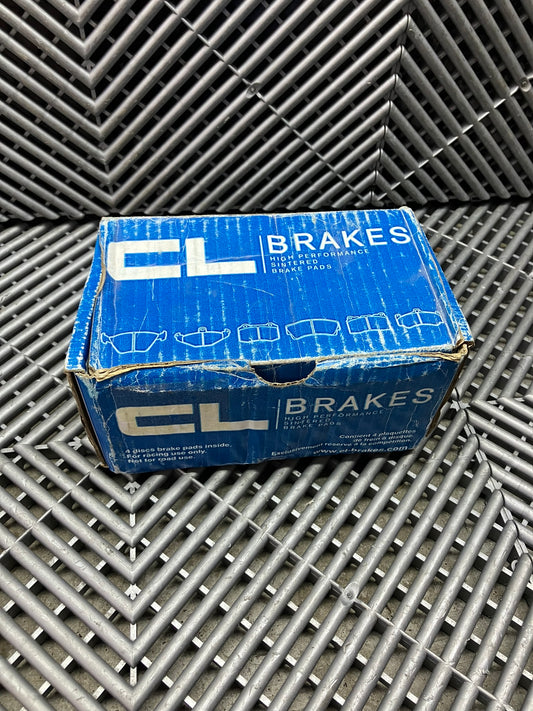 CL BRAKES
HIGH PERFORMANCE
SINTERED
BRAKE PADS
CL BRAKES
HIGH PERFORMANCE
SINTERED
BRAKE PADS
4 discs brake pads inside.
For racing use only.
Not for road use.
Contient 4 plaquettes
de frein à disque.
Exclusivement réservé à la compétition.
www.cl-brakes.com